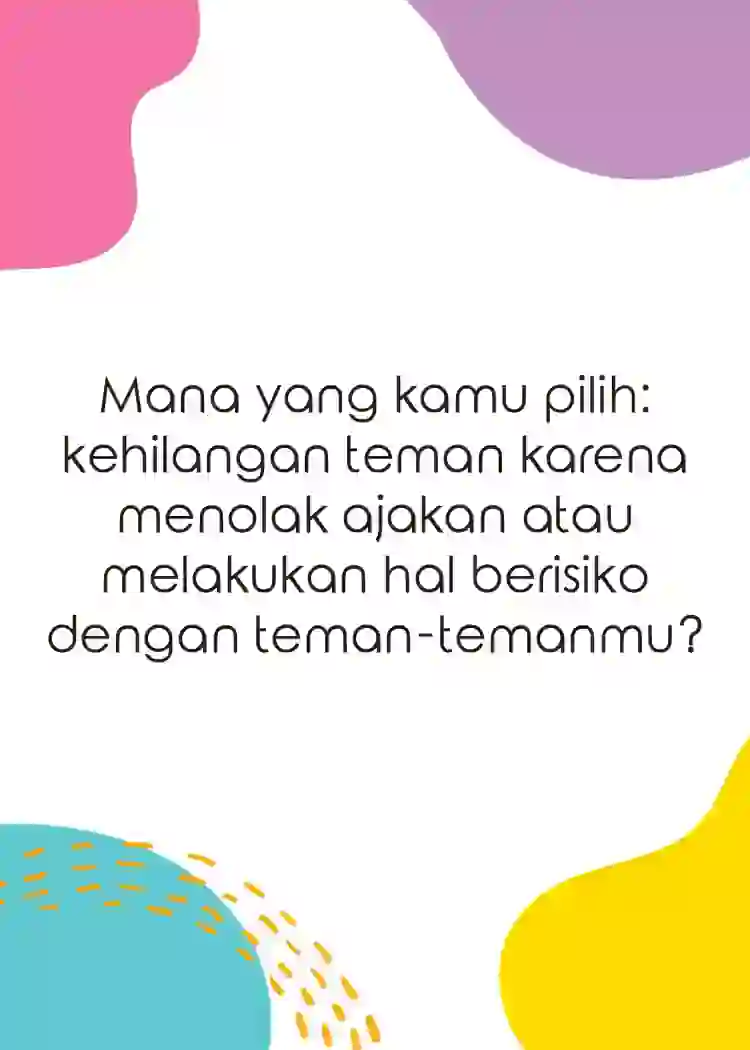 Mana yang kamu pilih:
kehilangan teman karena
menolak ajakan atau
melakukan hal berisiko
dengan teman-temanmu?